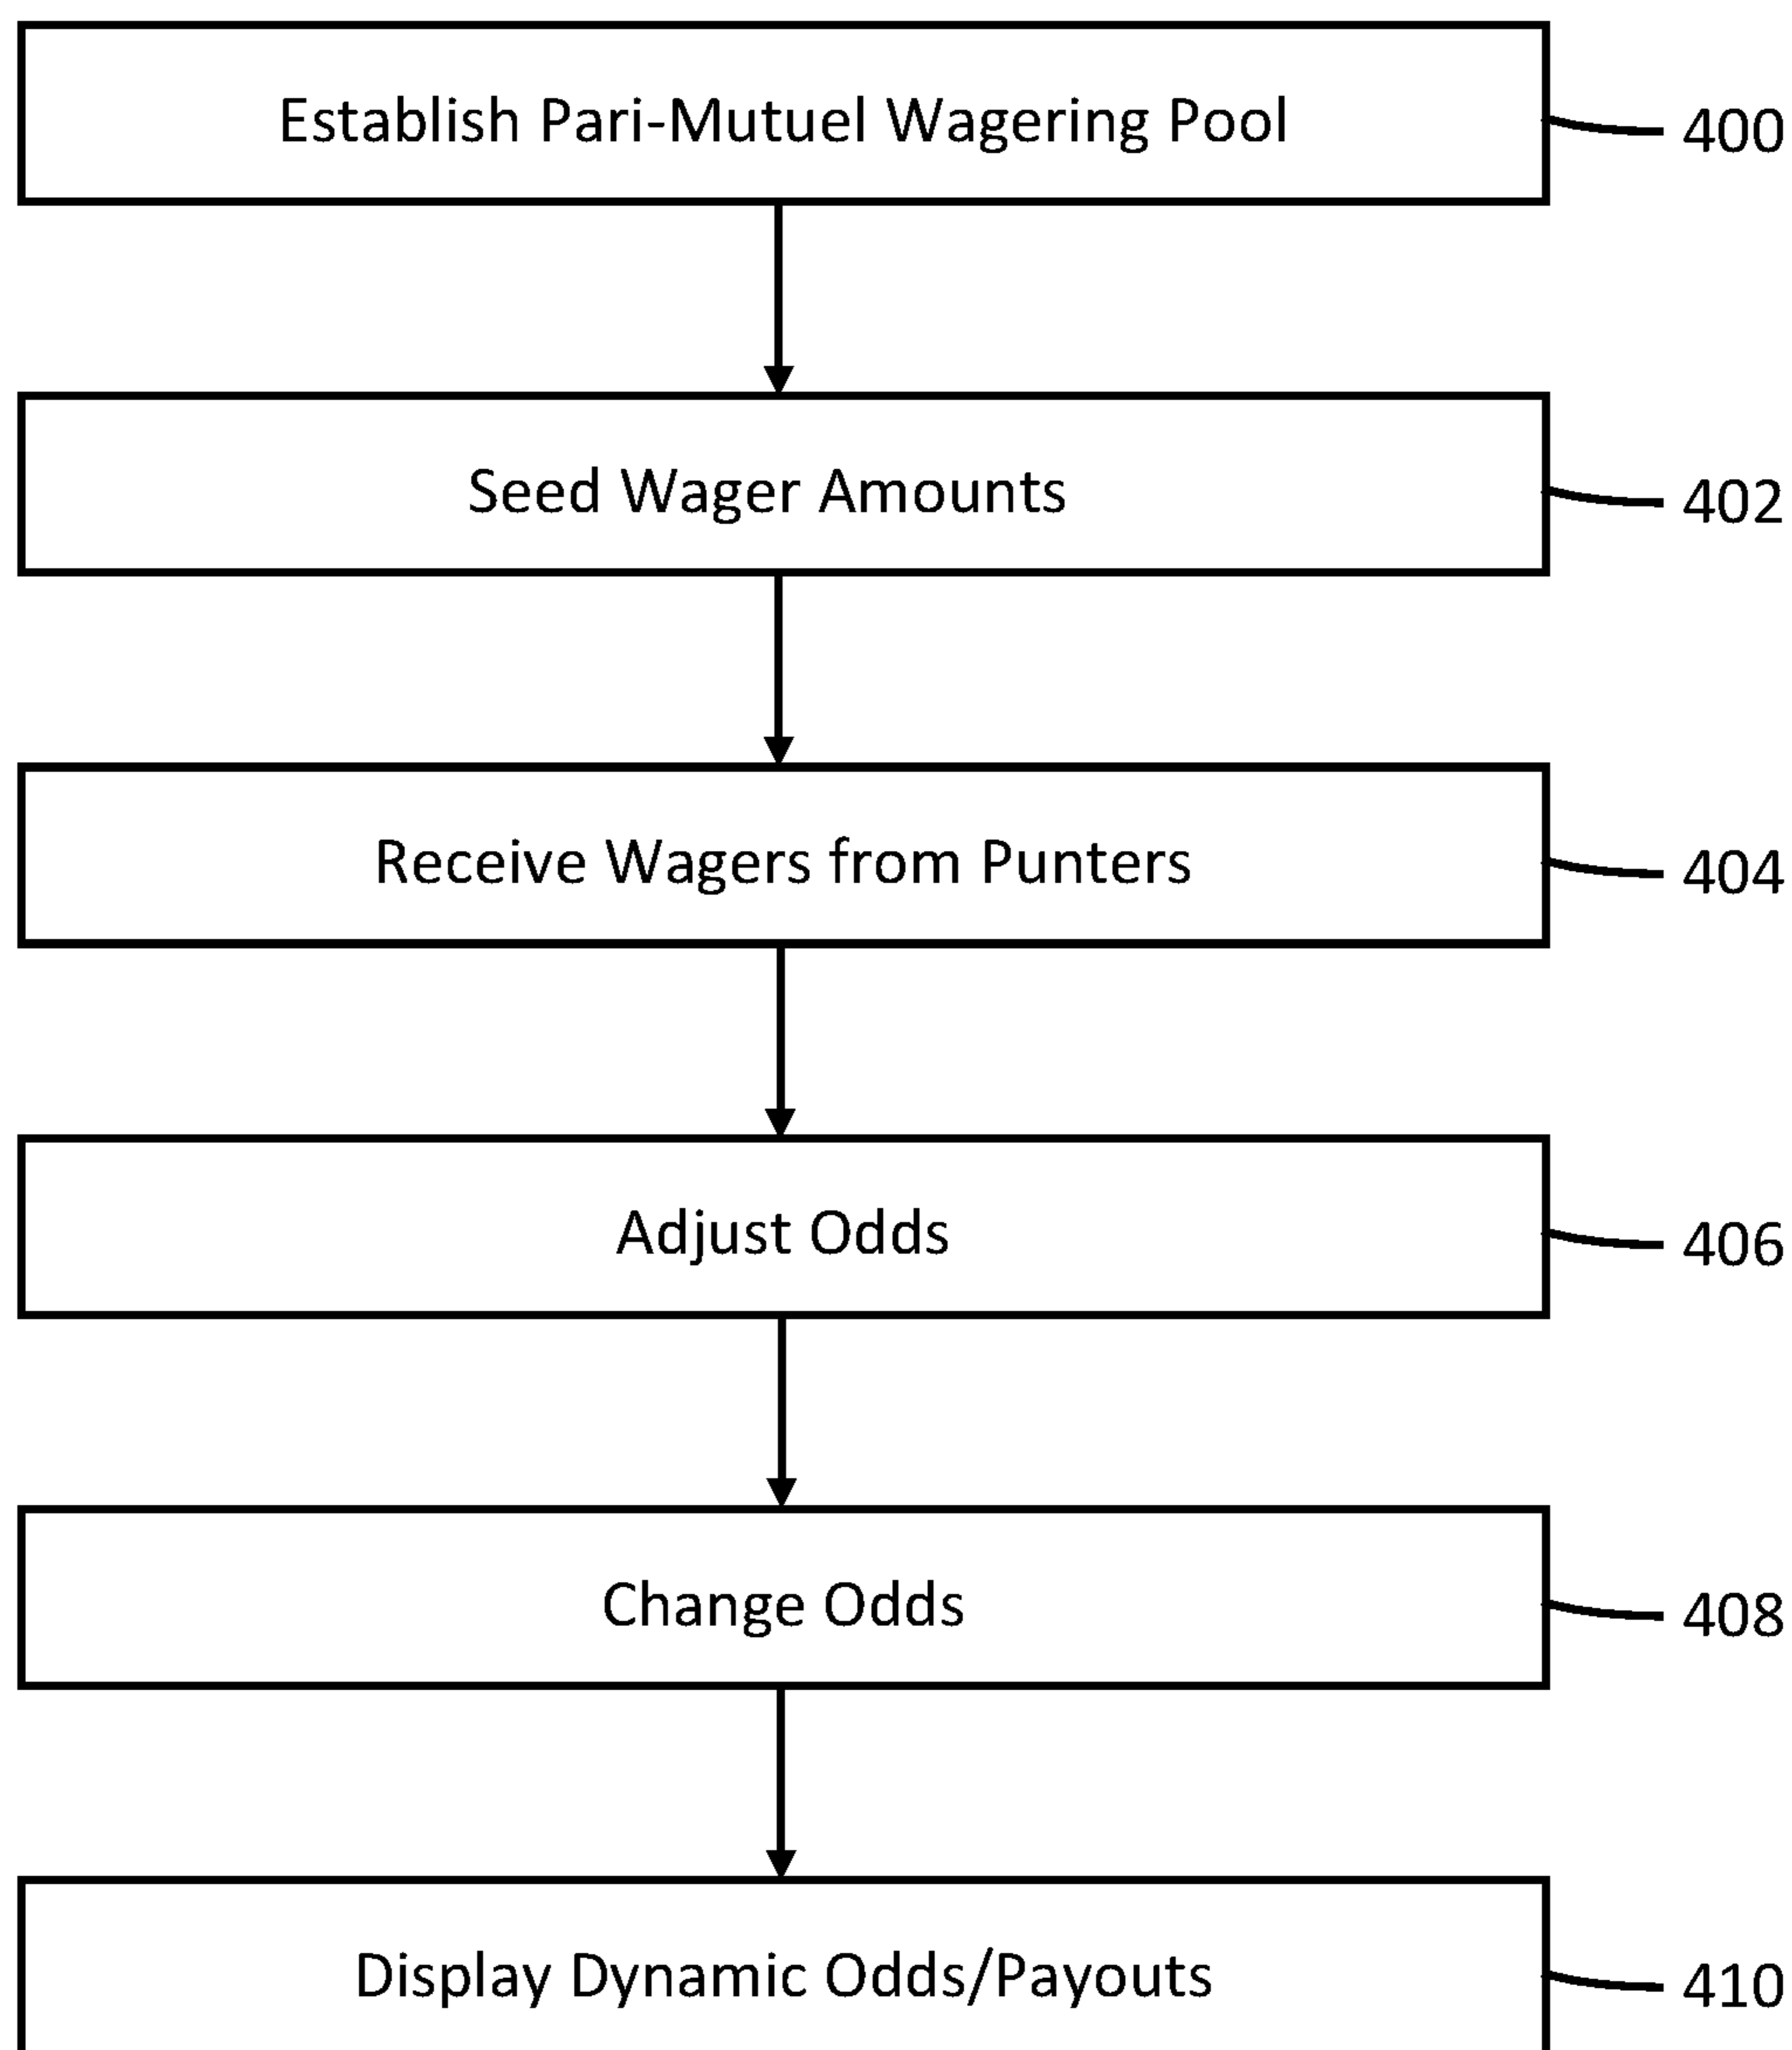 Establish Pari-Mutuel Wagering Pool
400
Seed Wager Amounts
402
Receive Wagers from Punters
404
Adjust Odds
406
Change Odds
408
Display Dynamic Odds/Payouts
410